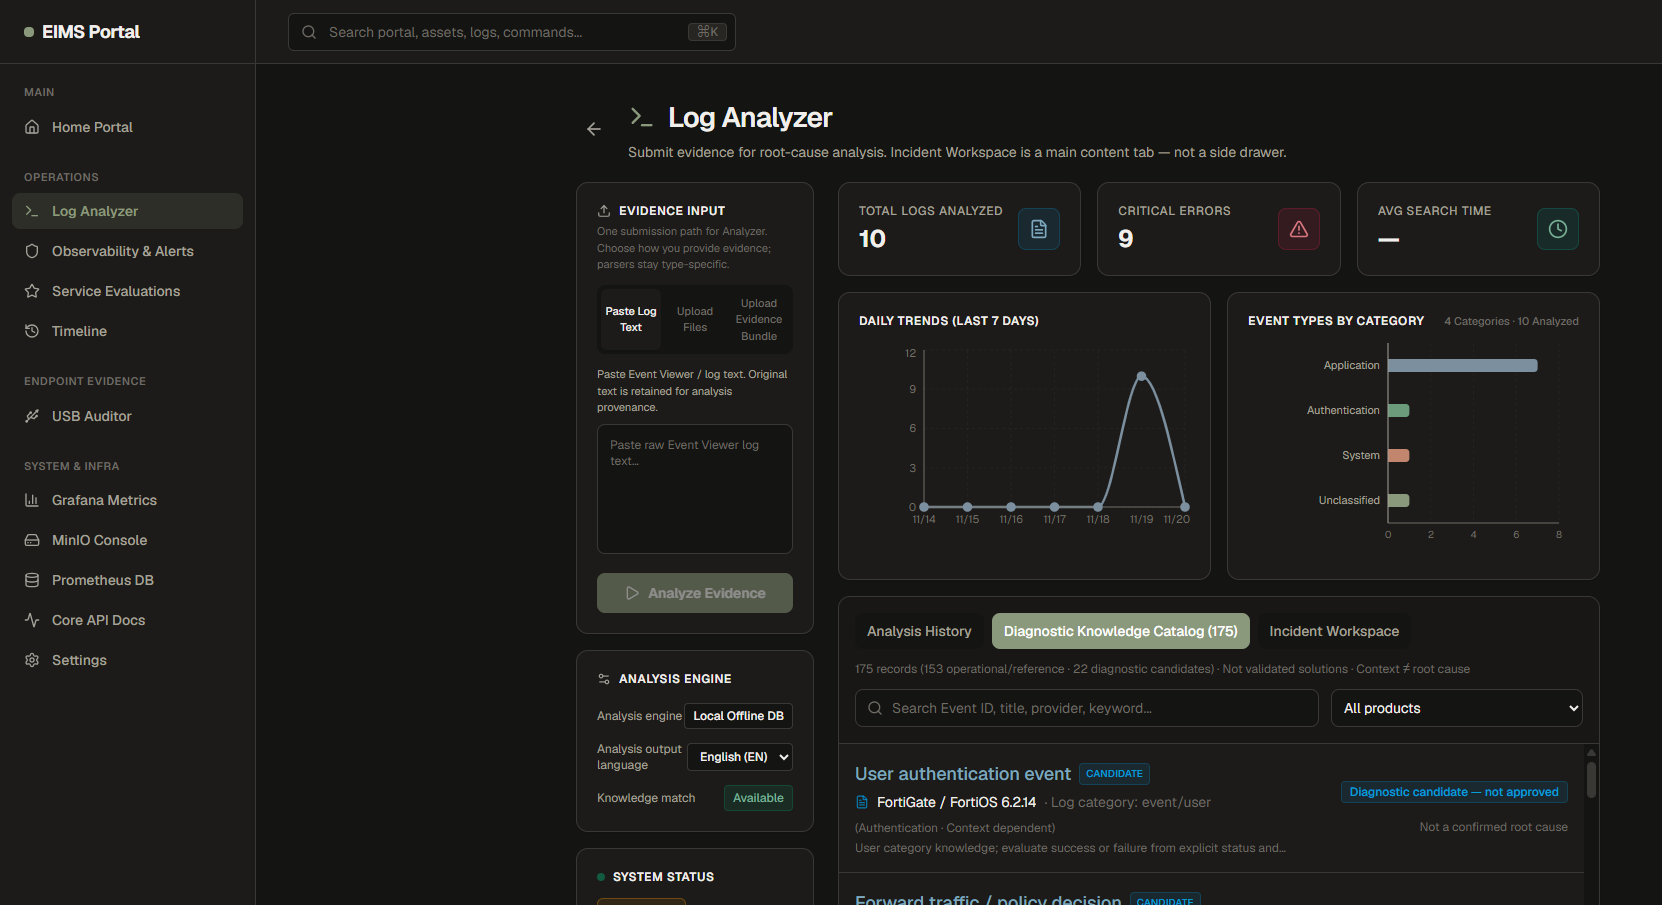 EIMS Portal
Search portal, assets, logs, commands... ⌘K
MAIN
Home Portal
OPERATIONS
Log Analyzer
Observability & Alerts
Service Evaluations
Timeline
ENDPOINT EVIDENCE
USB Auditor
SYSTEM & INFRA
Grafana Metrics
MinIO Console
Prometheus DB
Core API Docs
Settings
Log Analyzer
Submit evidence for root-cause analysis. Incident Workspace is a main content tab — not a side drawer.
EVIDENCE INPUT
One submission path for Analyzer.
Choose how you provide evidence;
parsers stay type-specific.
Paste Log
Text
Upload
Files
Upload
Evidence
Bundle
Paste Event Viewer / log text. Original
text is retained for analysis
provenance.
Paste raw Event Viewer log
text...
Analyze Evidence
ANALYSIS ENGINE
Analysis engine Local Offline DB
Analysis output
language
English (EN)
Knowledge match Available
SYSTEM STATUS
TOTAL LOGS ANALYZED
10
CRITICAL ERRORS
9
AVG SEARCH TIME
—
DAILY TRENDS (LAST 7 DAYS)
12
9
6
3
0
11/14 11/15 11/16 11/17 11/18 11/19 11/20
EVENT TYPES BY CATEGORY 4 Categories · 10 Analyzed
Application
Authentication
System
Unclassified
0 2 4 6 8
Analysis History Diagnostic Knowledge Catalog (175) Incident Workspace
175 records (153 operational/reference · 22 diagnostic candidates) · Not validated solutions · Context ≠ root cause
Search Event ID, title, provider, keyword... All products
User authentication event CANDIDATE
FortiGate / FortiOS 6.2.14 · Log category: event/user
Diagnostic candidate — not approved
(Authentication · Context dependent)
Not a confirmed root cause
User category knowledge; evaluate success or failure from explicit status and...
Forward traffic / policy decision CANDIDATE